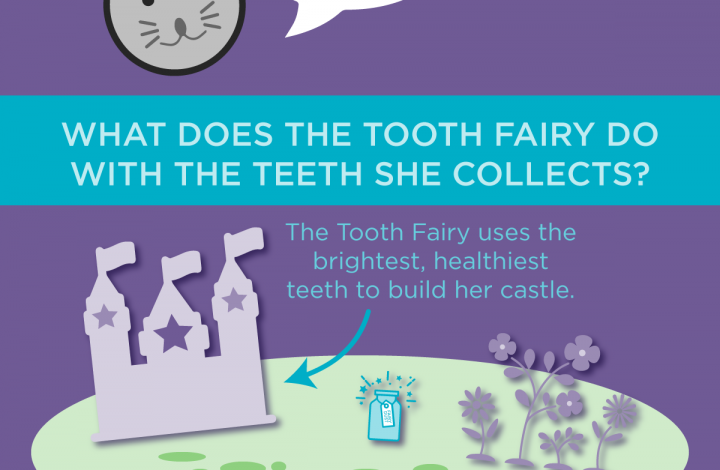 WHAT DOES THE TOOTH FAIRY DO
WITH THE TEETH SHE COLLECTS?
The Tooth Fairy uses the
brightest, healthiest
teeth to build her castle.